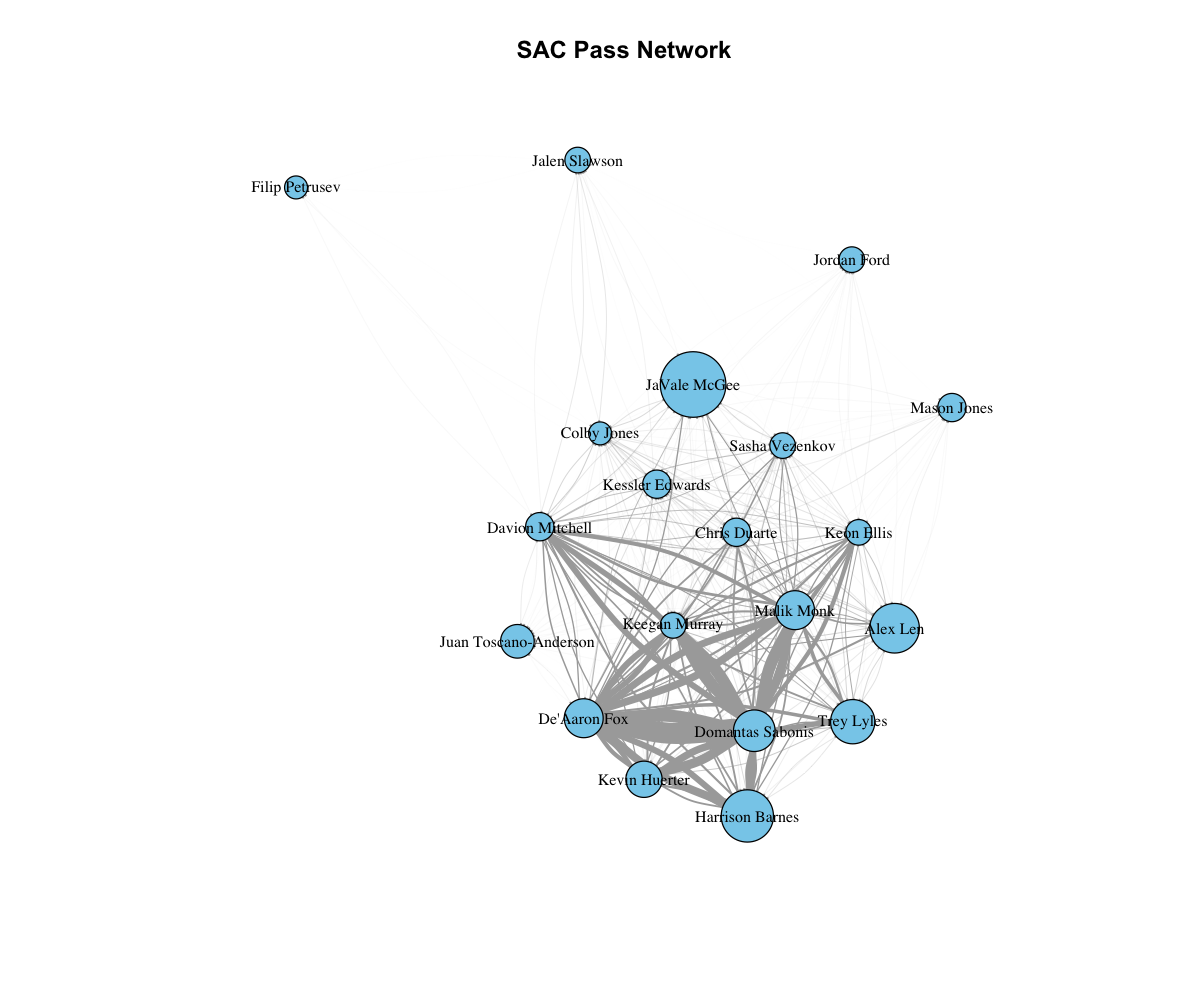 SAC Pass Network
Jalen Slawson
Filip Petrusev
Jordan Ford
JaVale McGee
Mason Jones
Colby Jones
Sasha Vezenkov
Kessler Edwards
Davion Mitchell
Chris Duarte
Keon Ellis
Malik Monk
Keegan Murray
Alex Len
Juan Toscano-Anderson
De'Aaron Fox
Trey Lyles
Domantas Sabonis
Kevin Huerter
Harrison Barnes